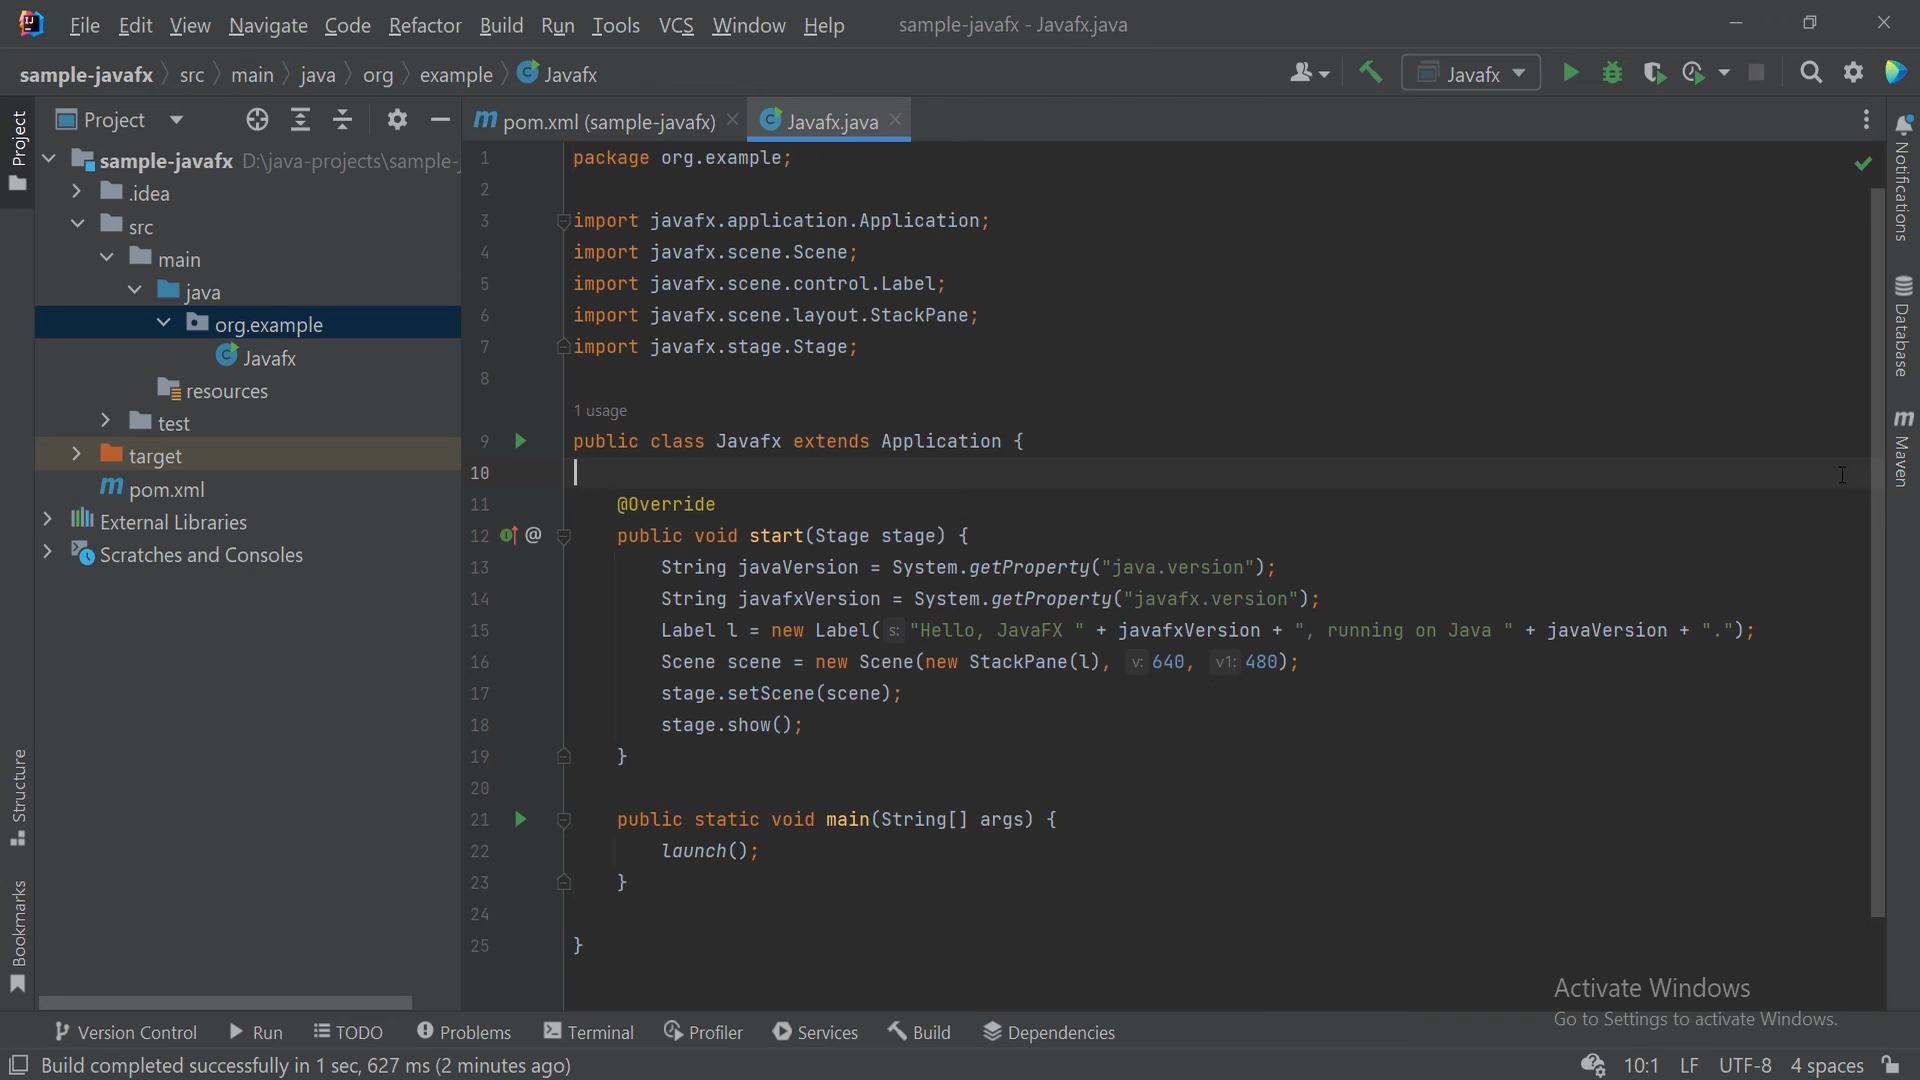 File Edit View Navigate Code Refactor Build Run Tools VCS Window Help sample-javafx - Javafx.java
sample-javafx src main java org example Javafx Javafx
Project
pom.xml (sample-javafx) Javafx.java
Project
sample-javafx D:\java-projects\sample-
.idea
src
main
java
org.example
Javafx
resources
test
target
pom.xml
External Libraries
Scratches and Consoles
Structure
Bookmarks
1 package org.example;
2
3 import javafx.application.Application;
4 import javafx.scene.Scene;
5 import javafx.scene.control.Label;
6 import javafx.scene.layout.StackPane;
7 import javafx.stage.Stage;
8
1 usage
9 public class Javafx extends Application {
10
11 @Override
12 @ public void start(Stage stage) {
13 String javaVersion = System.getProperty("java.version");
14 String javafxVersion = System.getProperty("javafx.version");
15 Label l = new Label( s: "Hello, JavaFX " + javafxVersion + ", running on Java " + javaVersion + ".");
16 Scene scene = new Scene(new StackPane(l), v: 640, v1: 480);
17 stage.setScene(scene);
18 stage.show();
19 }
20
21 public static void main(String[] args) {
22 launch();
23 }
24
25 }
Notifications
Database
Maven
Activate Windows
Go to Settings to activate Windows.
Version Control Run TODO Problems Terminal Profiler Services Build Dependencies
Build completed successfully in 1 sec, 627 ms (2 minutes ago) 10:1 LF UTF-8 4 spaces